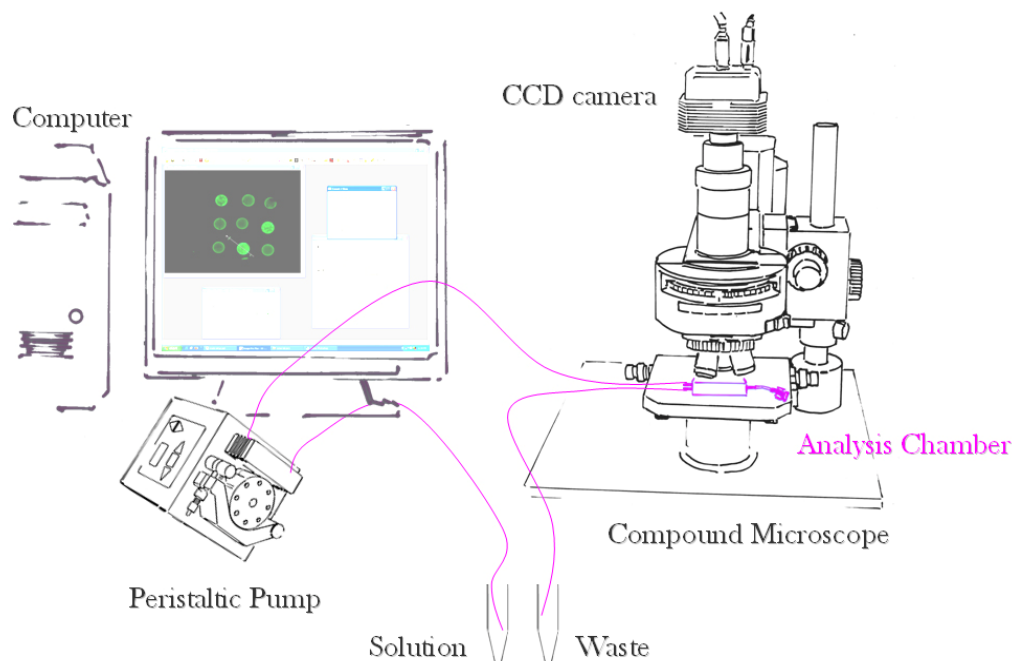 CCD camera
Computer
Analysis Chamber
Compound Microscope
Peristaltic Pump
Solution
Waste